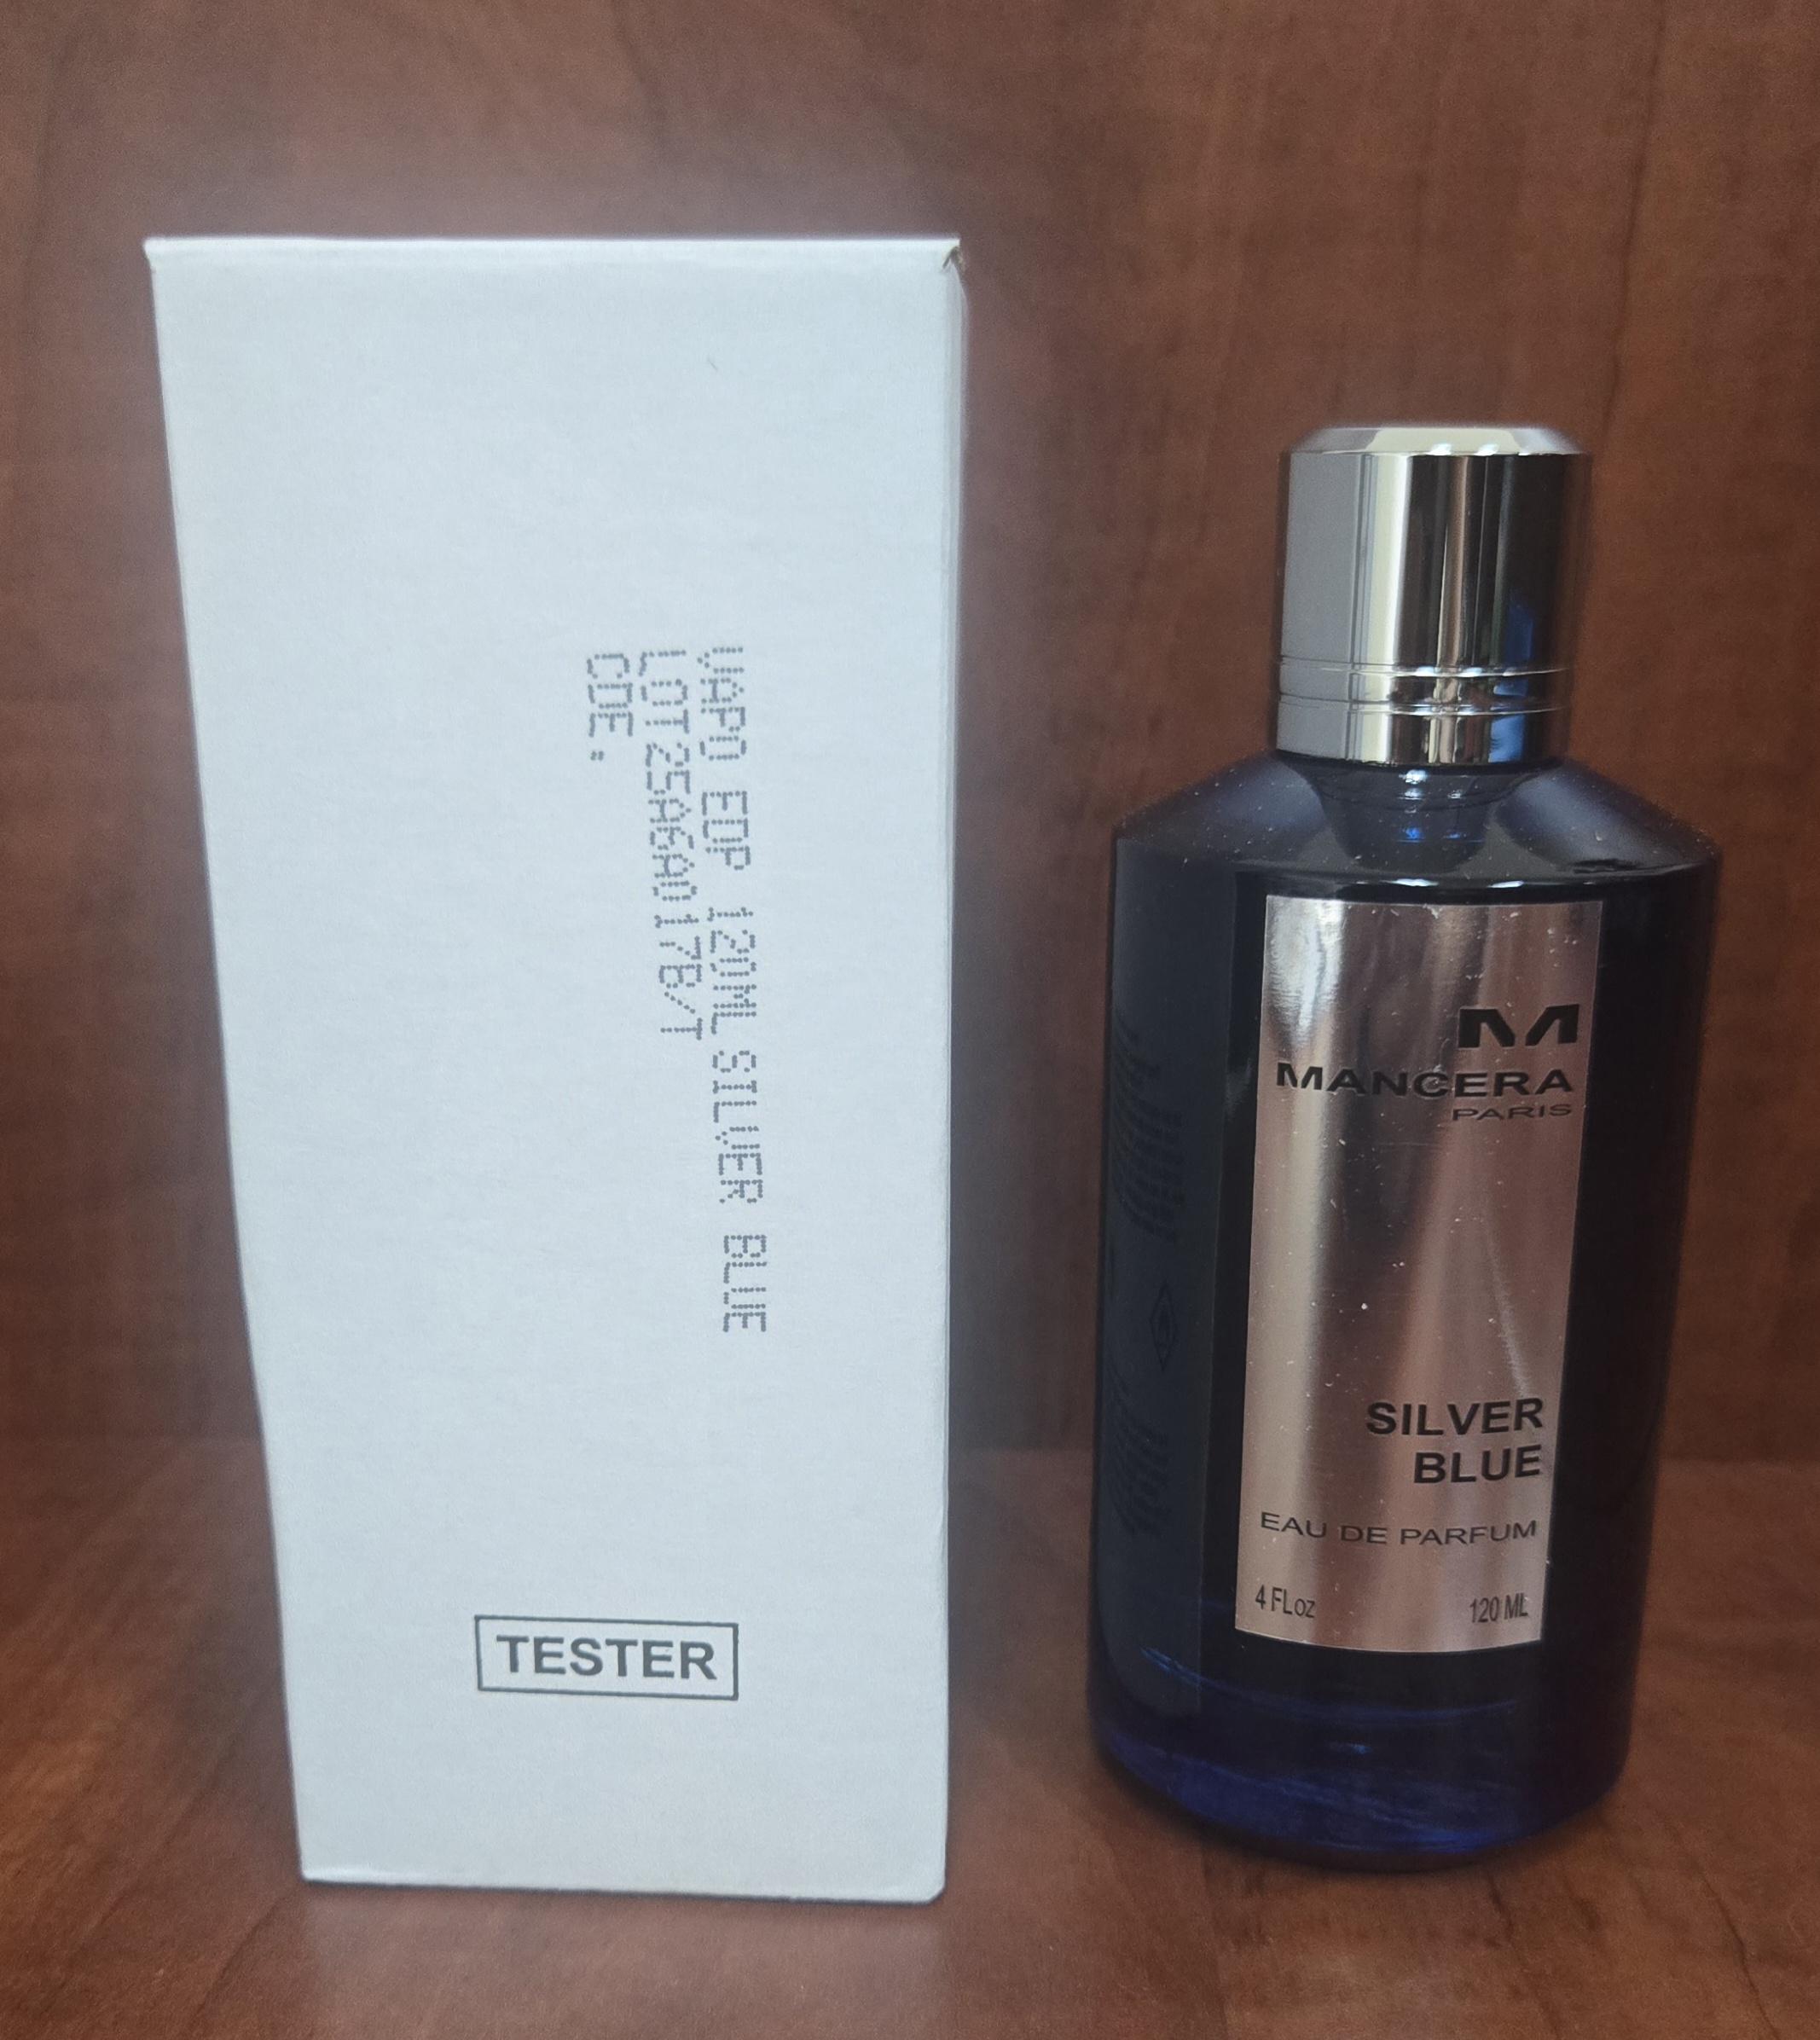 VAPO EDP 120ML SILVER BLUE
LOT25A6A017B/T
CDE.
TESTER
M
MANCERA
PARIS
SILVER
BLUE
EAU DE PARFUM
4 FLoz 120 ML